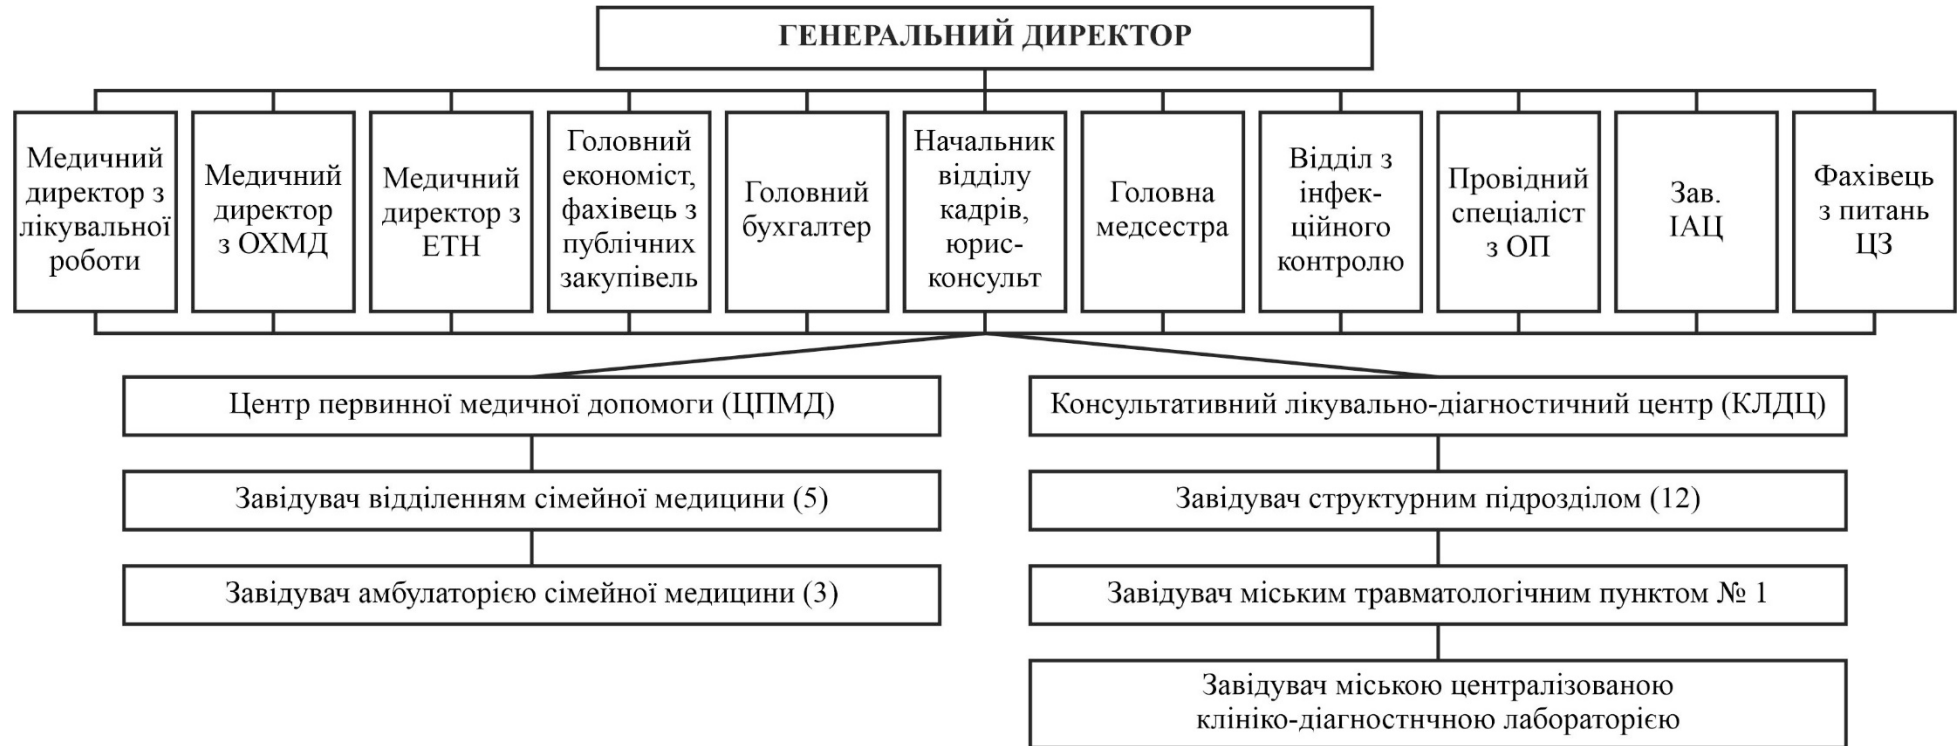 ГЕНЕРАЛЬНИЙ ДИРЕКТОР
Медичний
директор з
лікувальної
роботи
Медичний
директор
з ОХМД
Медичний
директор з
ЕТН
Головний
економіст,
фахівець з
публічних
закупівель
Головний
бухгалтер
Начальник
відділу
кадрів,
юрис-
консульт
Головна
медсестра
Відділ з
інфек-
ційного
контролю
Провідний
спеціаліст
з ОП
Зав.
ІАЦ
Фахівець
з питань
ЦЗ
Центр первинної медичної допомоги (ЦПМД)
Завідувач відділенням сімейної медицини (5)
Завідувач амбулаторією сімейної медицини (3)
Консультативний лікувально-діагностичний центр (КЛДЦ)
Завідувач структурним підрозділом (12)
Завідувач міським травматологічним пунктом № 1
Завідувач міською централізованою
клініко-діагностнчною лабораторією